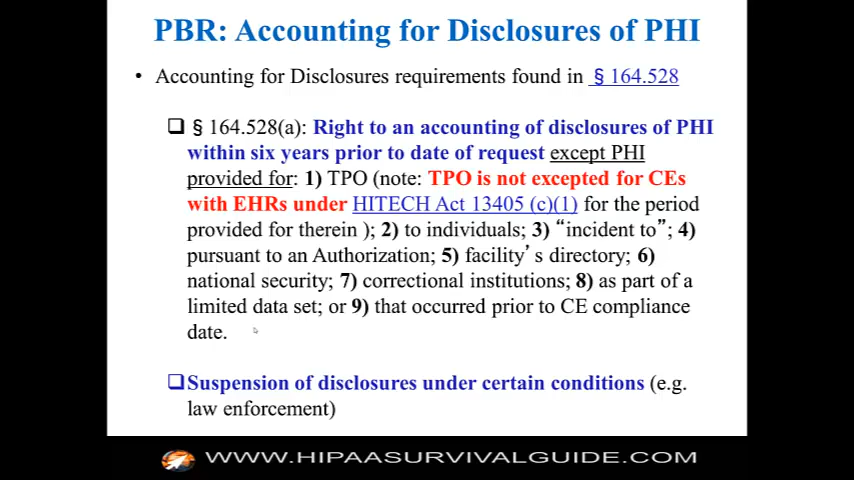 PBR: Accounting for Disclosures of PHI
• Accounting for Disclosures requirements found in §164.528
❑ §164.528(a): Right to an accounting of disclosures of PHI
within six years prior to date of request except PHI
provided for: 1) TPO (note: TPO is not excepted for CEs
with EHRs under HITECH Act 13405 (c)(1) for the period
provided for therein ); 2) to individuals; 3) “incident to”; 4)
pursuant to an Authorization; 5) facility's directory; 6)
national security; 7) correctional institutions; 8) as part of a
limited data set; or 9) that occurred prior to CE compliance
date.
❑Suspension of disclosures under certain conditions (e.g.
law enforcement)
WWW.HIPAASURVIVALGUIDE.COM